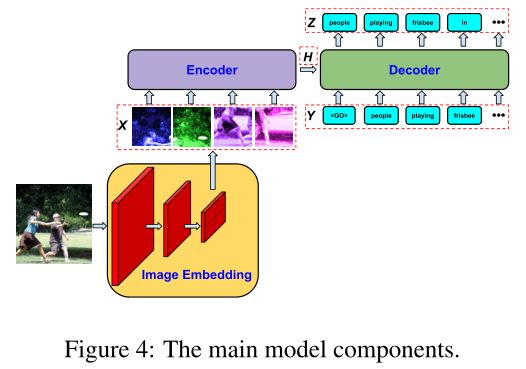 Z people playing frisbee in •••
Encoder H Decoder
X
Y <GO> people playing frisbee •••
Image Embedding
Figure 4: The main model components.